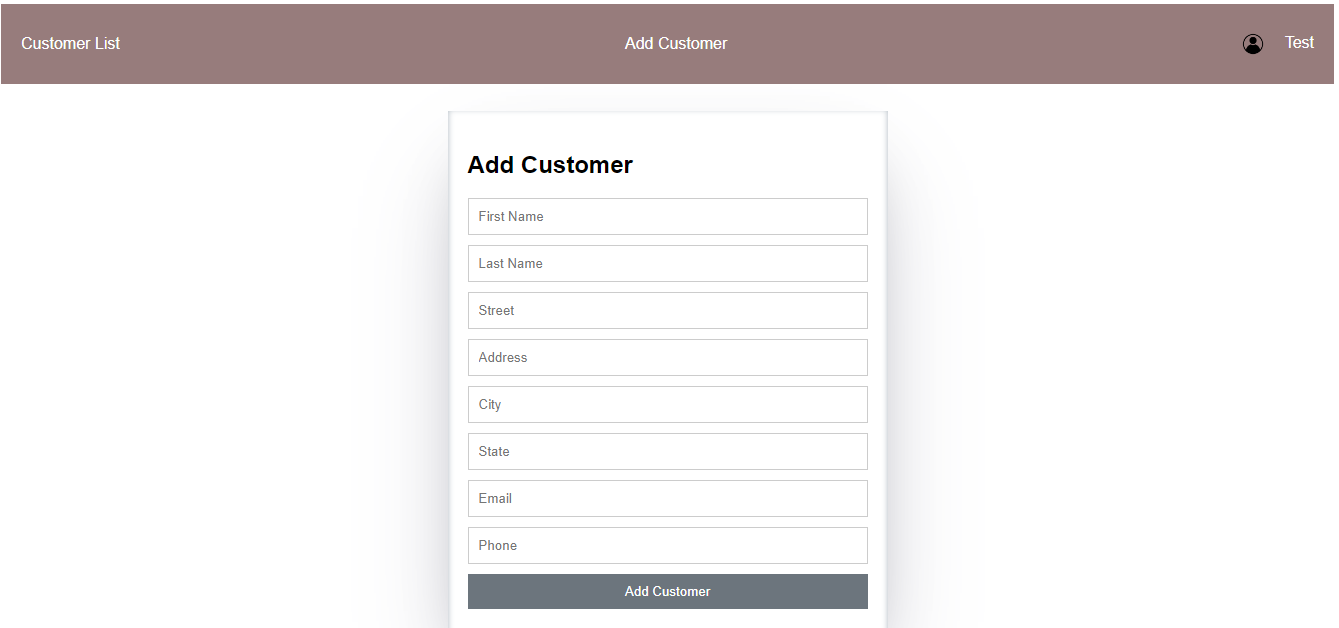 Customer List
Add Customer
Test
Add Customer
First Name
Last Name
Street
Address
City
State
Email
Phone
Add Customer